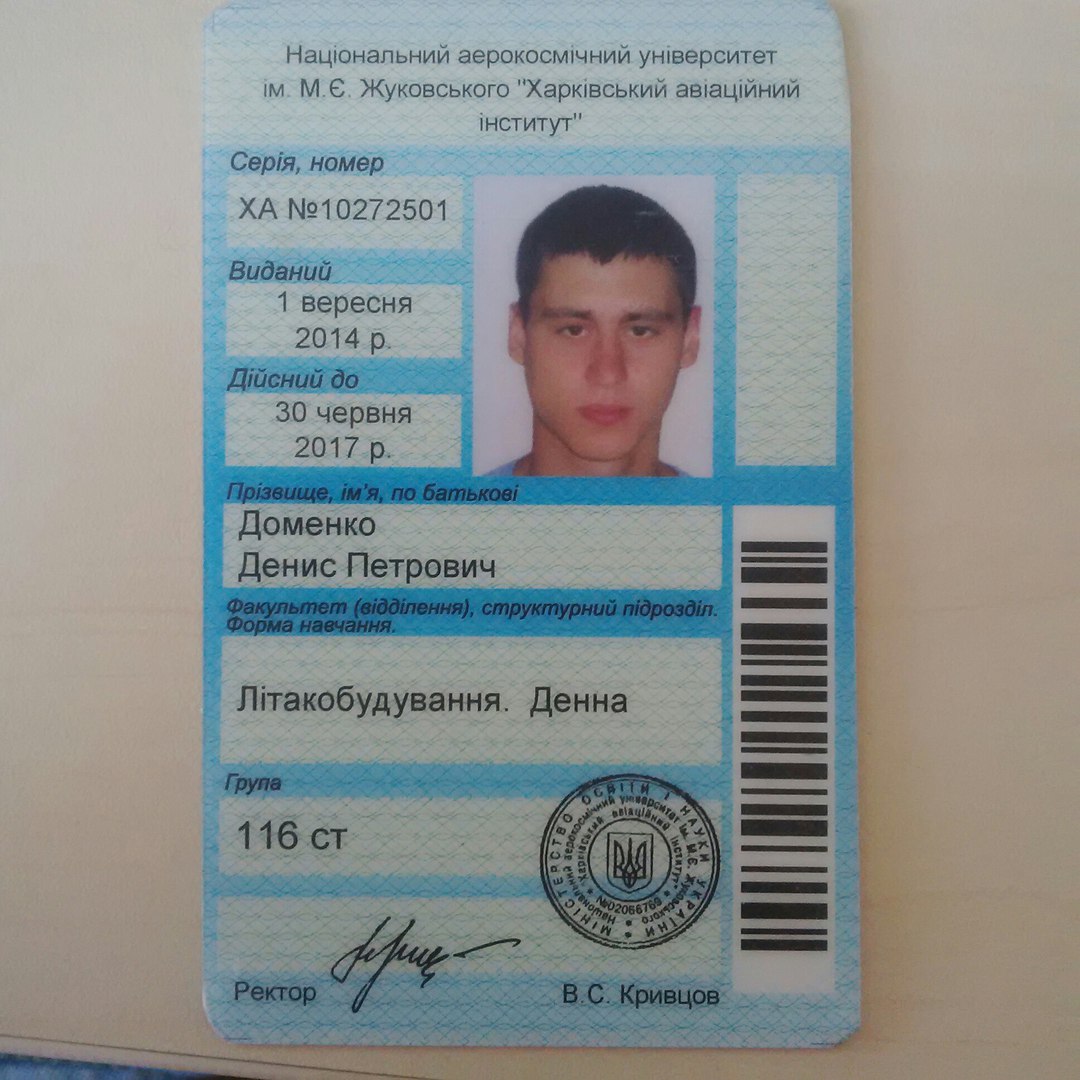 Національний аерокосмічний університет
ім. М.Є. Жуковського "Харківський авіаційний
інститут"
Серія, номер
ХА №10272501
Виданий
1 вересня
2014 р.
Дійсний до
30 червня
2017 р.
Прізвище, ім'я, по батькові
Доменко
Денис Петрович
Факультет (відділення), структурний підрозділ.
Форма навчання.
Літакобудування. Денна
Група
116 ст
МІНІСТЕРСТВО ОСВІТИ І НАУКИ УКРАЇНИ
Національний аерокосмічний університет ім. М.Є. Жуковського
"Харківський авіаційний інститут"
№02066769
Ректор
В.С. Кривцов